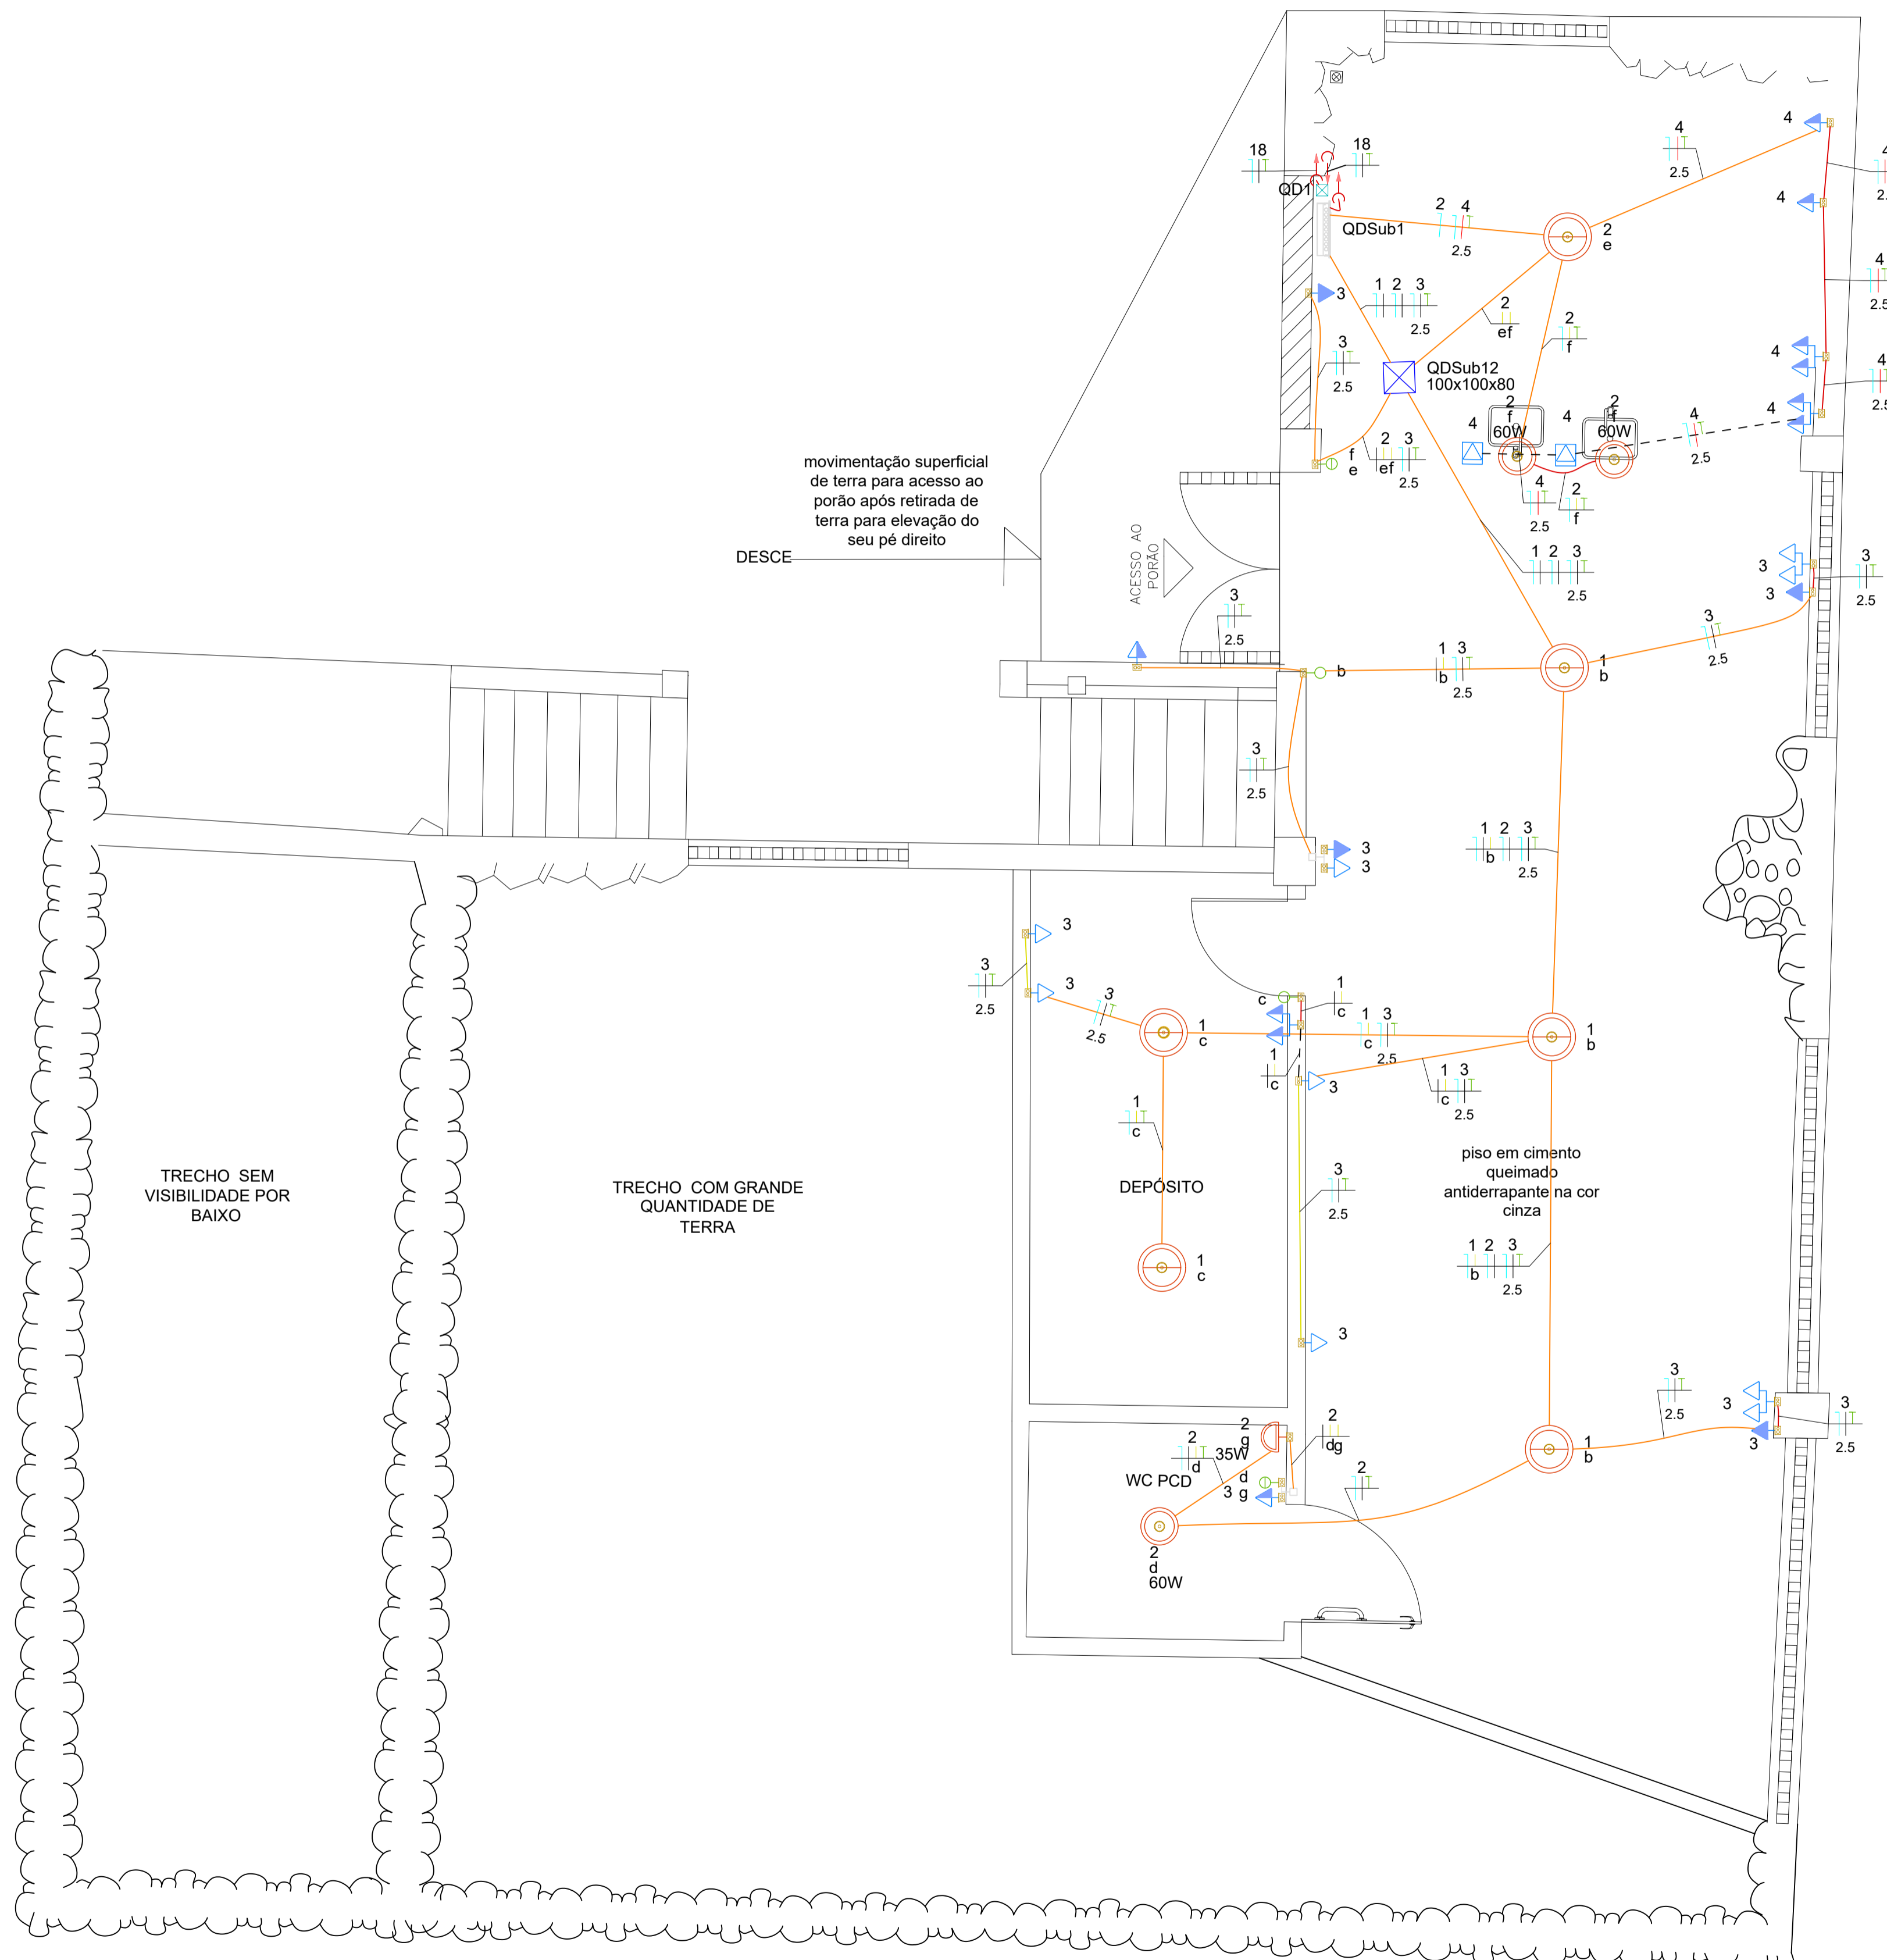 4
4
2.5
4
18
18
QD1
4
2 4
2.5
QDSub1
2
e
4
2.5
3
1 2 3
2.5
2
ef
2
f
3
2.5
4
4
2.5
QDSub12
100x100x80
2
f
60W
2
f
60W
4
4
4
4
2.5
f
e
2 3
ef
2.5
4
2.5
2
f
movimentação superficial
de terra para acesso ao
porão após retirada de
terra para elevação do
seu pé direito
DESCE
ACESSO AO
PORÃO
1 2 3
2.5
3
3
3
2.5
3
2.5
3
2.5
b
1 3
b
2.5
1
b
3
2.5
1 2 3
b
2.5
3
3
3
3
3
2.5
3
2.5
c
1
c
1
c
1
c
1 3
c
2.5
1
b
3
1 3
c
2.5
1
c
TRECHO SEM
VISIBILIDADE POR
BAIXO
TRECHO COM GRANDE
QUANTIDADE DE
TERRA
DEPÓSITO
3
2.5
piso em cimento
queimado
antiderrapante na cor
cinza
1
c
1 2 3
b
2.5
3
3
2.5
3
3
3
2.5
2
g
35W
2
dg
2
d
WC PCD
d
g
3
2
1
b
2
d
60W